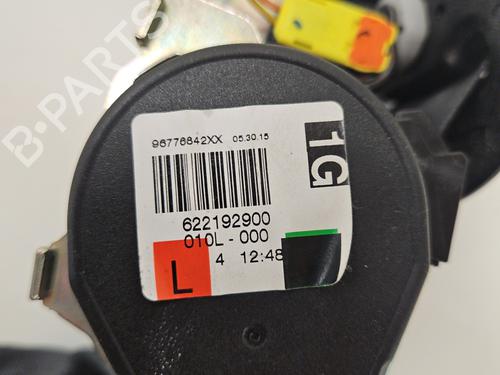 B-PARTS
96776842XX 05.30.15
1G
622192900
010L-000
4 12:48
L